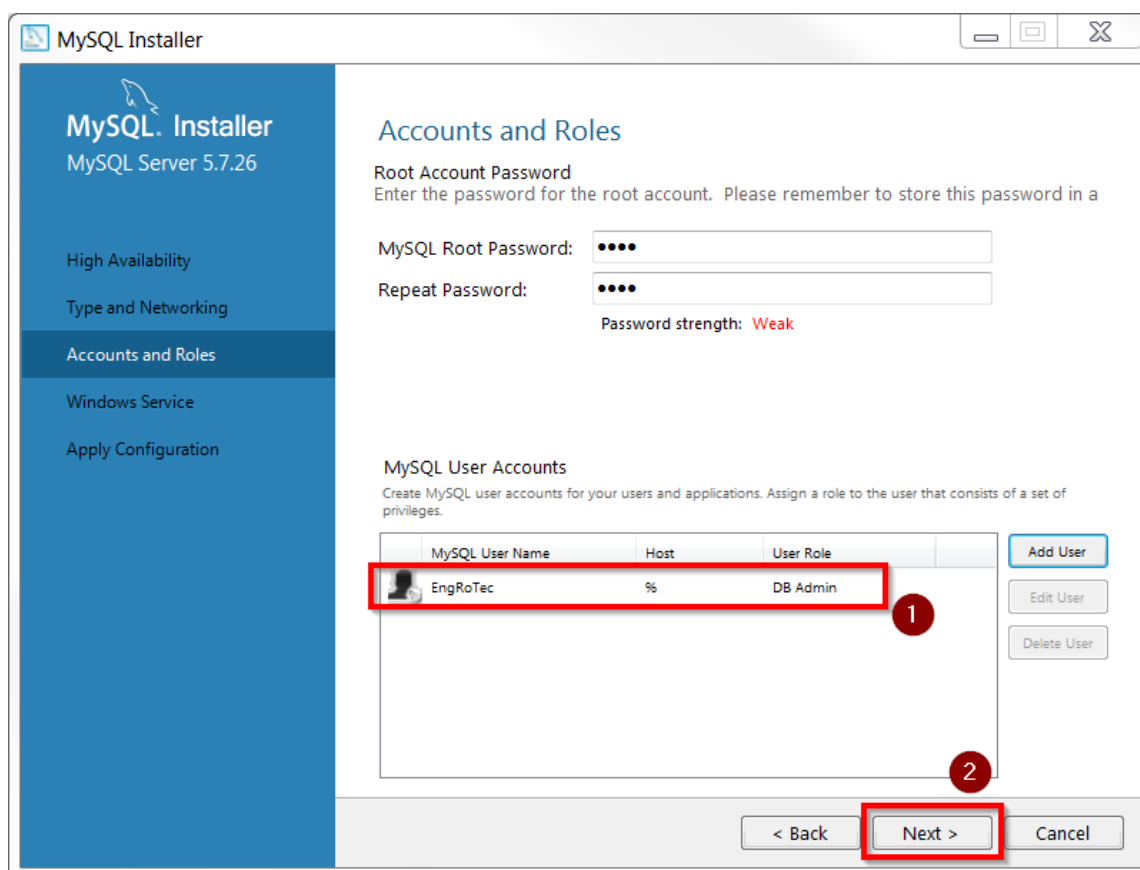 MySQL Installer
MySQL. Installer
MySQL Server 5.7.26
High Availability
Type and Networking
Accounts and Roles
Windows Service
Apply Configuration
Accounts and Roles
Root Account Password
Enter the password for the root account. Please remember to store this password in a
MySQL Root Password: ••••
Repeat Password: ••••
Password strength: Weak
MySQL User Accounts
Create MySQL user accounts for your users and applications. Assign a role to the user that consists of a set of
privileges.
MySQL User Name Host User Role
EngRoTec % DB Admin
1
Add User
Edit User
Delete User
2
< Back Next > Cancel